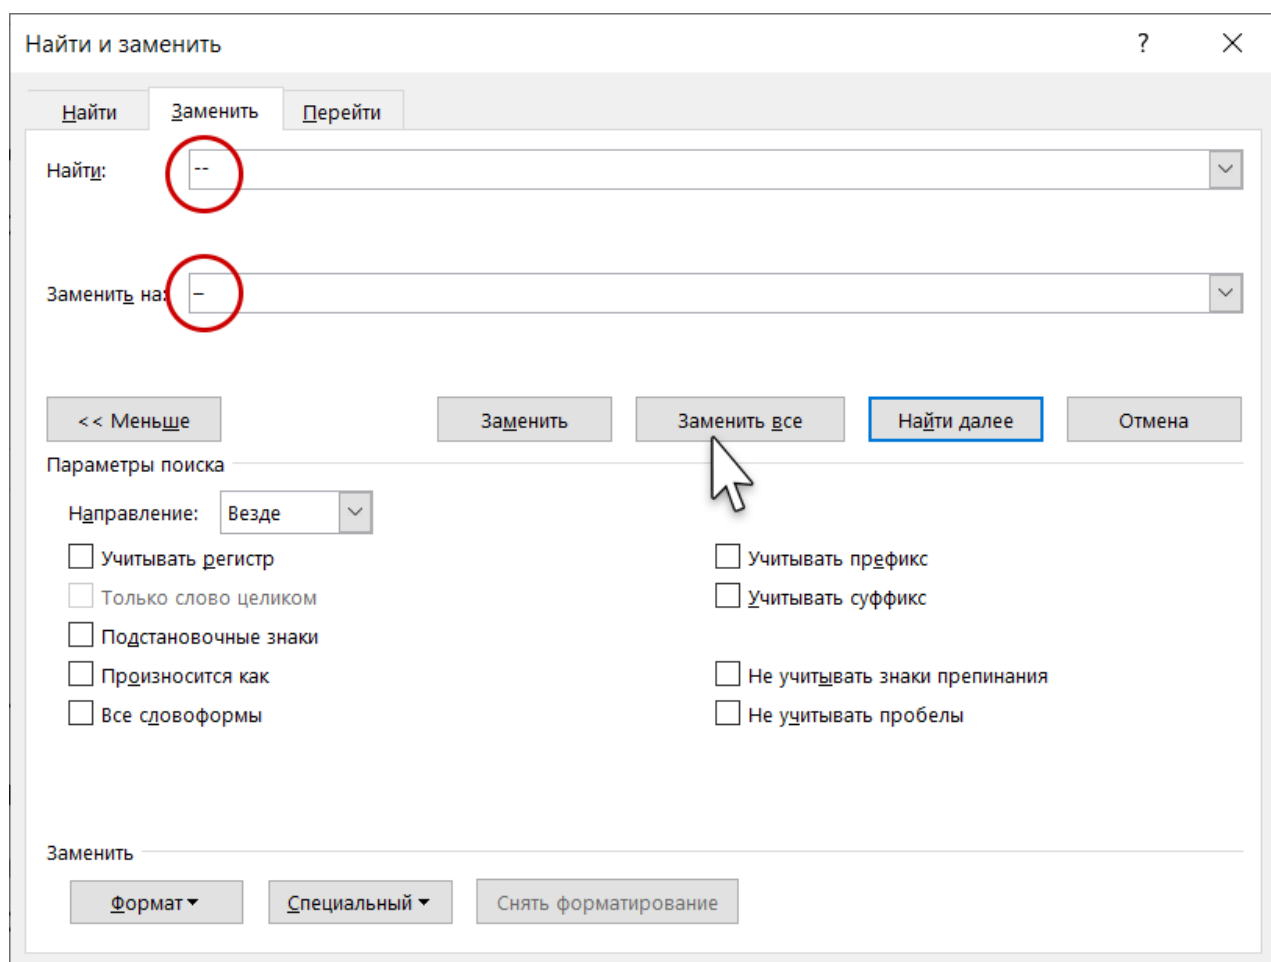 Найти и заменить ?
Найти Заменить Перейти
Найти: --
Заменить на: –
<< Меньше Заменить Заменить все Найти далее Отмена
Параметры поиска
Направление: Везде
Учитывать регистр Учитывать префикс
Только слово целиком Учитывать суффикс
Подстановочные знаки
Произносится как Не учитывать знаки препинания
Все словоформы Не учитывать пробелы
Заменить
Формат Специальный Снять форматирование